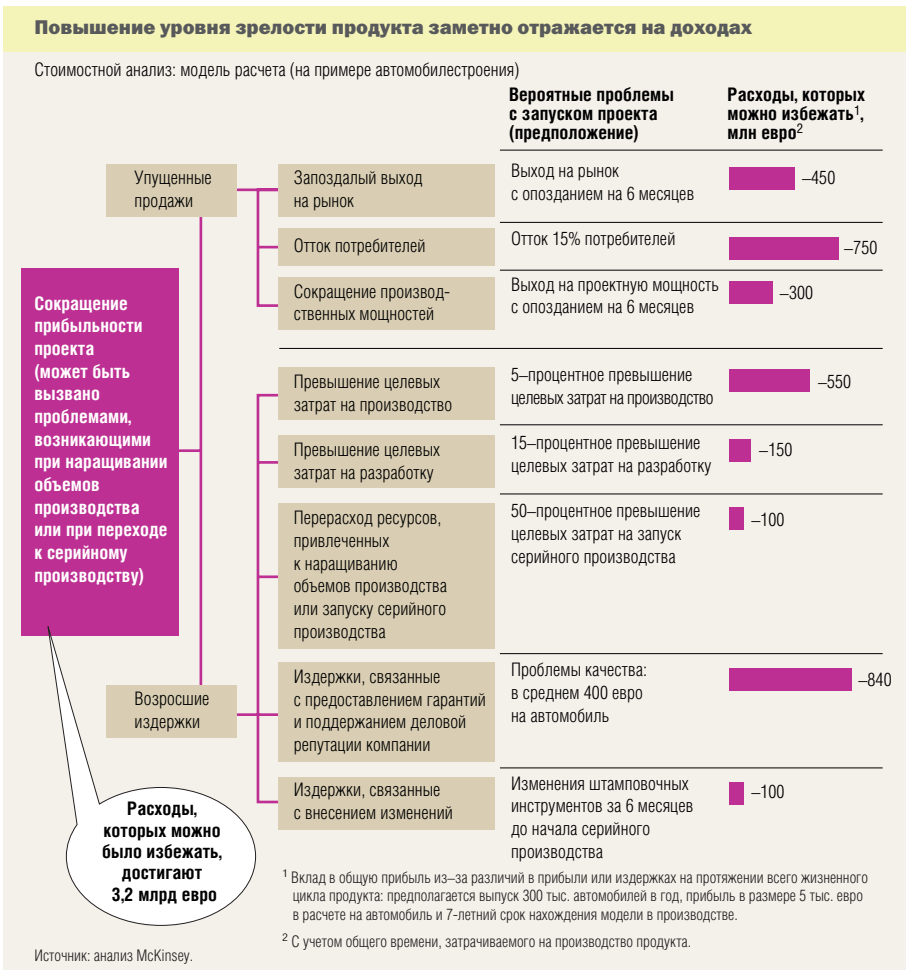 Повышение уровня зрелости продукта заметно отражается на доходах
Стоимостной анализ: модель расчета (на примере автомобилестроения)
Вероятные проблемы
с запуском проекта
(предположение)
Расходы, которых
можно избежать¹,
млн евро²
Упущенные
продажи
Запоздалый выход
на рынок
Выход на рынок
с опозданием на 6 месяцев
–450
Отток потребителей
Отток 15% потребителей
–750
Сокращение производ-
ственных мощностей
Выход на проектную мощность
с опозданием на 6 месяцев
–300
Сокращение
прибыльности
проекта
(может быть
вызвано
проблемами,
возникающими
при наращивании
объемов
производства
или при переходе
к серийному
производству)
Превышение целевых
затрат на производство
5–процентное превышение
целевых затрат на производство
–550
Превышение целевых
затрат на разработку
15–процентное превышение
целевых затрат на разработку
–150
Перерасход ресурсов,
привлеченных
к наращиванию
объемов производства
или запуску серийного
производства
50–процентное превышение
целевых затрат на запуск
серийного производства
–100
Возросшие
издержки
Издержки, связанные
с предоставлением гарантий
и поддержанием деловой
репутации компании
Проблемы качества:
в среднем 400 евро
на автомобиль
–840
Издержки, связанные
с внесением изменений
Изменения штамповочных
инструментов за 6 месяцев
до начала серийного
производства
–100
Расходы,
которых можно
было избежать,
достигают
3,2 млрд евро
¹ Вклад в общую прибыль из–за различий в прибыли или издержках на протяжении всего жизненного
цикла продукта: предполагается выпуск 300 тыс. автомобилей в год, прибыль в размере 5 тыс. евро
в расчете на автомобиль и 7-летний срок нахождения модели в производстве.
² С учетом общего времени, затрачиваемого на производство продукта.
Источник: анализ McKinsey.